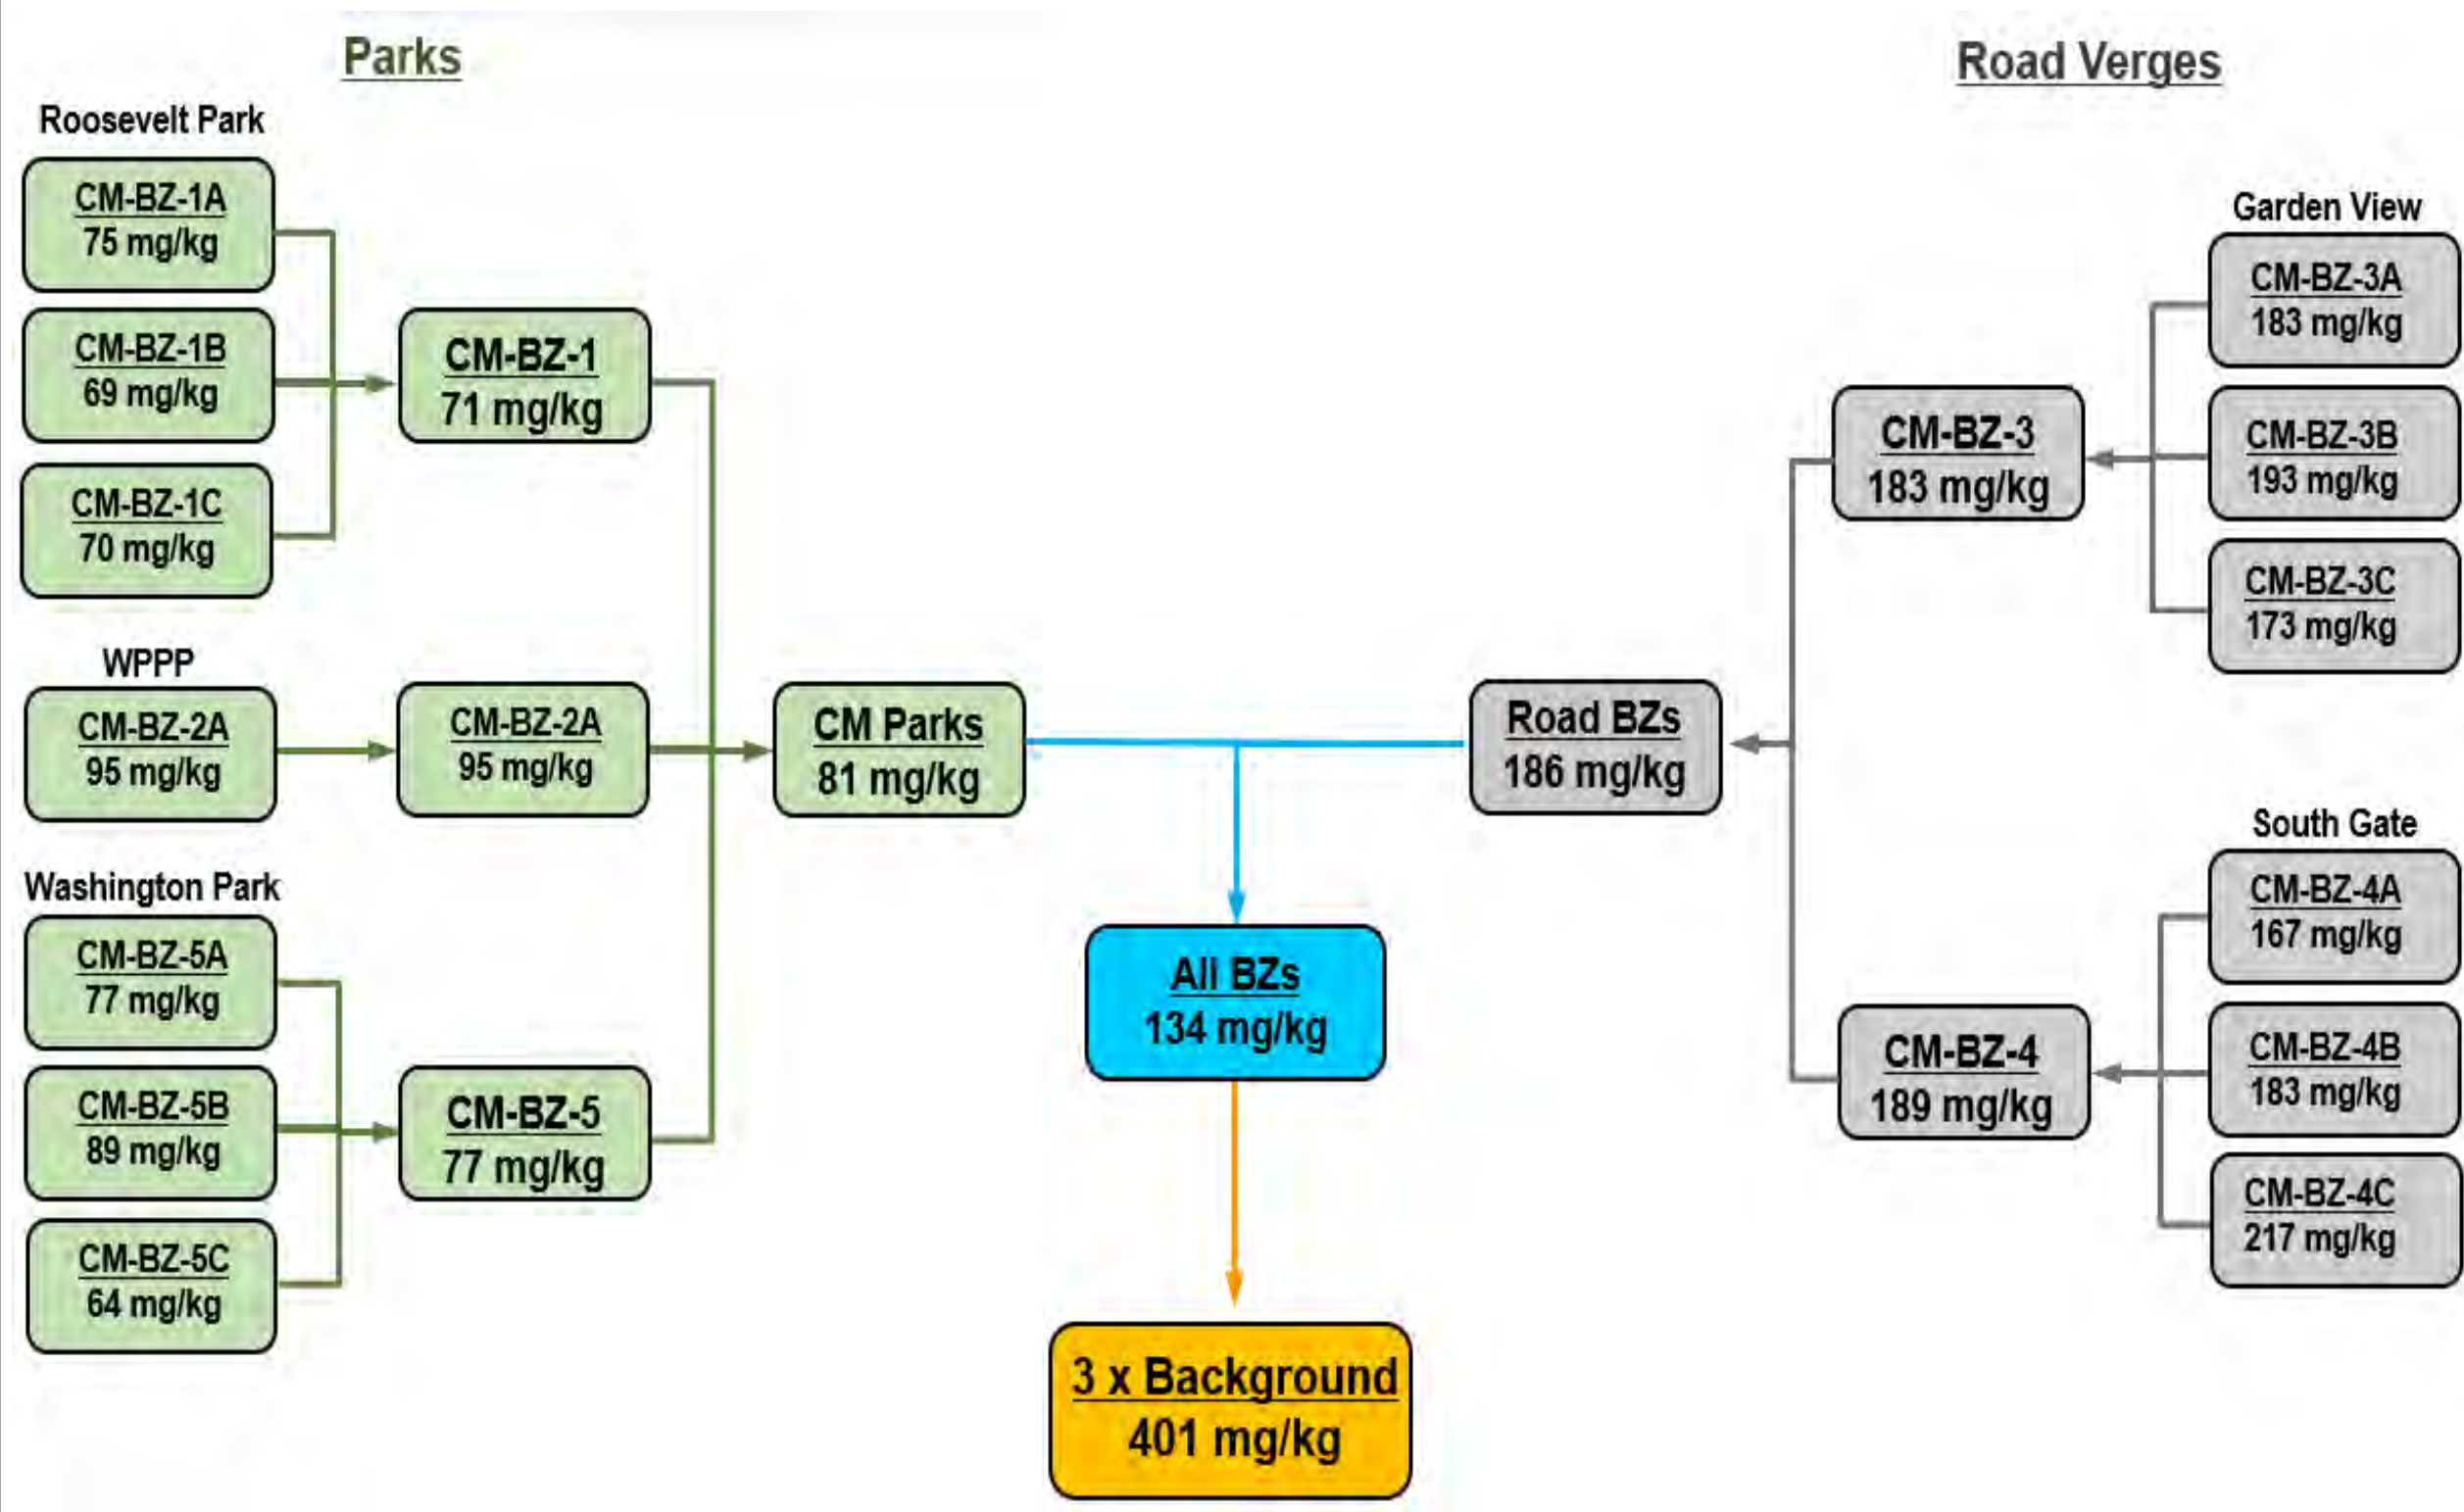 Parks
Roosevelt Park
CM-BZ-1A
75 mg/kg
CM-BZ-1B
69 mg/kg
CM-BZ-1C
70 mg/kg
CM-BZ-1
71 mg/kg
WPPP
CM-BZ-2A
95 mg/kg
CM-BZ-2A
95 mg/kg
Washington Park
CM-BZ-5A
77 mg/kg
CM-BZ-5B
89 mg/kg
CM-BZ-5C
64 mg/kg
CM-BZ-5
77 mg/kg
CM Parks
81 mg/kg
All BZs
134 mg/kg
3 x Background
401 mg/kg
Road Verges
Road BZs
186 mg/kg
CM-BZ-3
183 mg/kg
Garden View
CM-BZ-3A
183 mg/kg
CM-BZ-3B
193 mg/kg
CM-BZ-3C
173 mg/kg
CM-BZ-4
189 mg/kg
South Gate
CM-BZ-4A
167 mg/kg
CM-BZ-4B
183 mg/kg
CM-BZ-4C
217 mg/kg